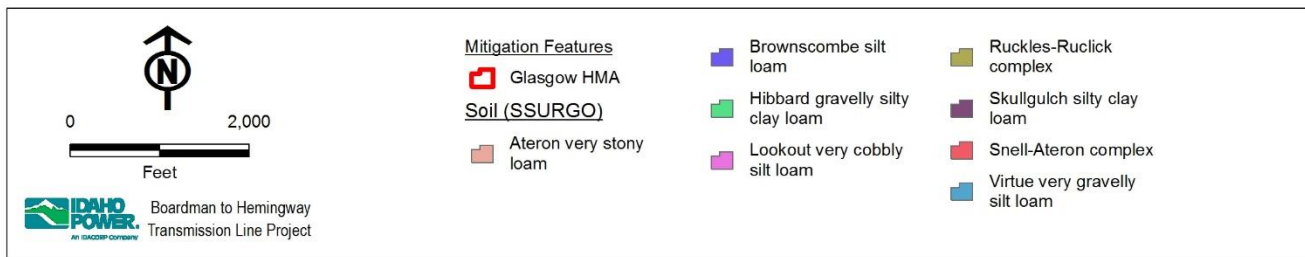 N
0 2,000
Feet
IDAHO
POWER.
An IDACORP Company
Boardman to Hemingway
Transmission Line Project
Mitigation Features
Glasgow HMA
Soil (SSURGO)
Ateron very stony
loam
Brownscombe silt
loam
Hibbard gravelly silty
clay loam
Lookout very cobbly
silt loam
Ruckles-Ruclick
complex
Skullgulch silty clay
loam
Snell-Ateron complex
Virtue very gravelly
silt loam